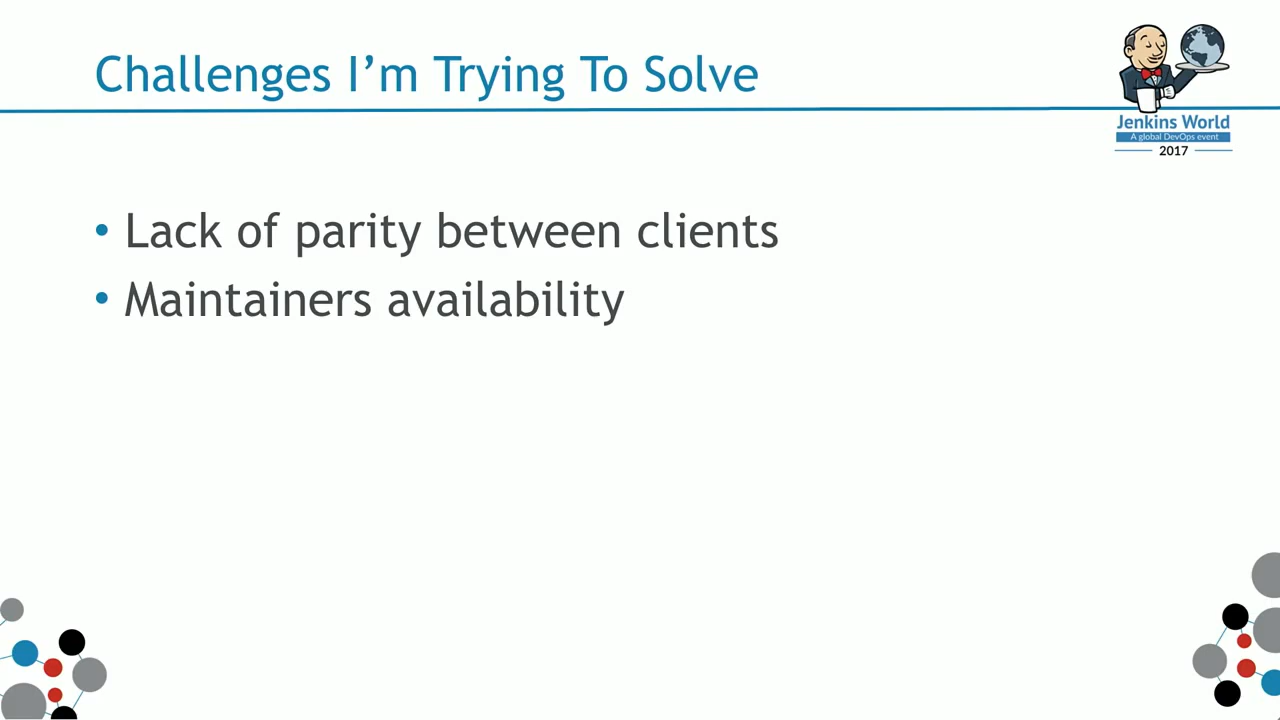 Challenges I’m Trying To Solve
Jenkins World
A global DevOps event
2017
• Lack of parity between clients
• Maintainers availability